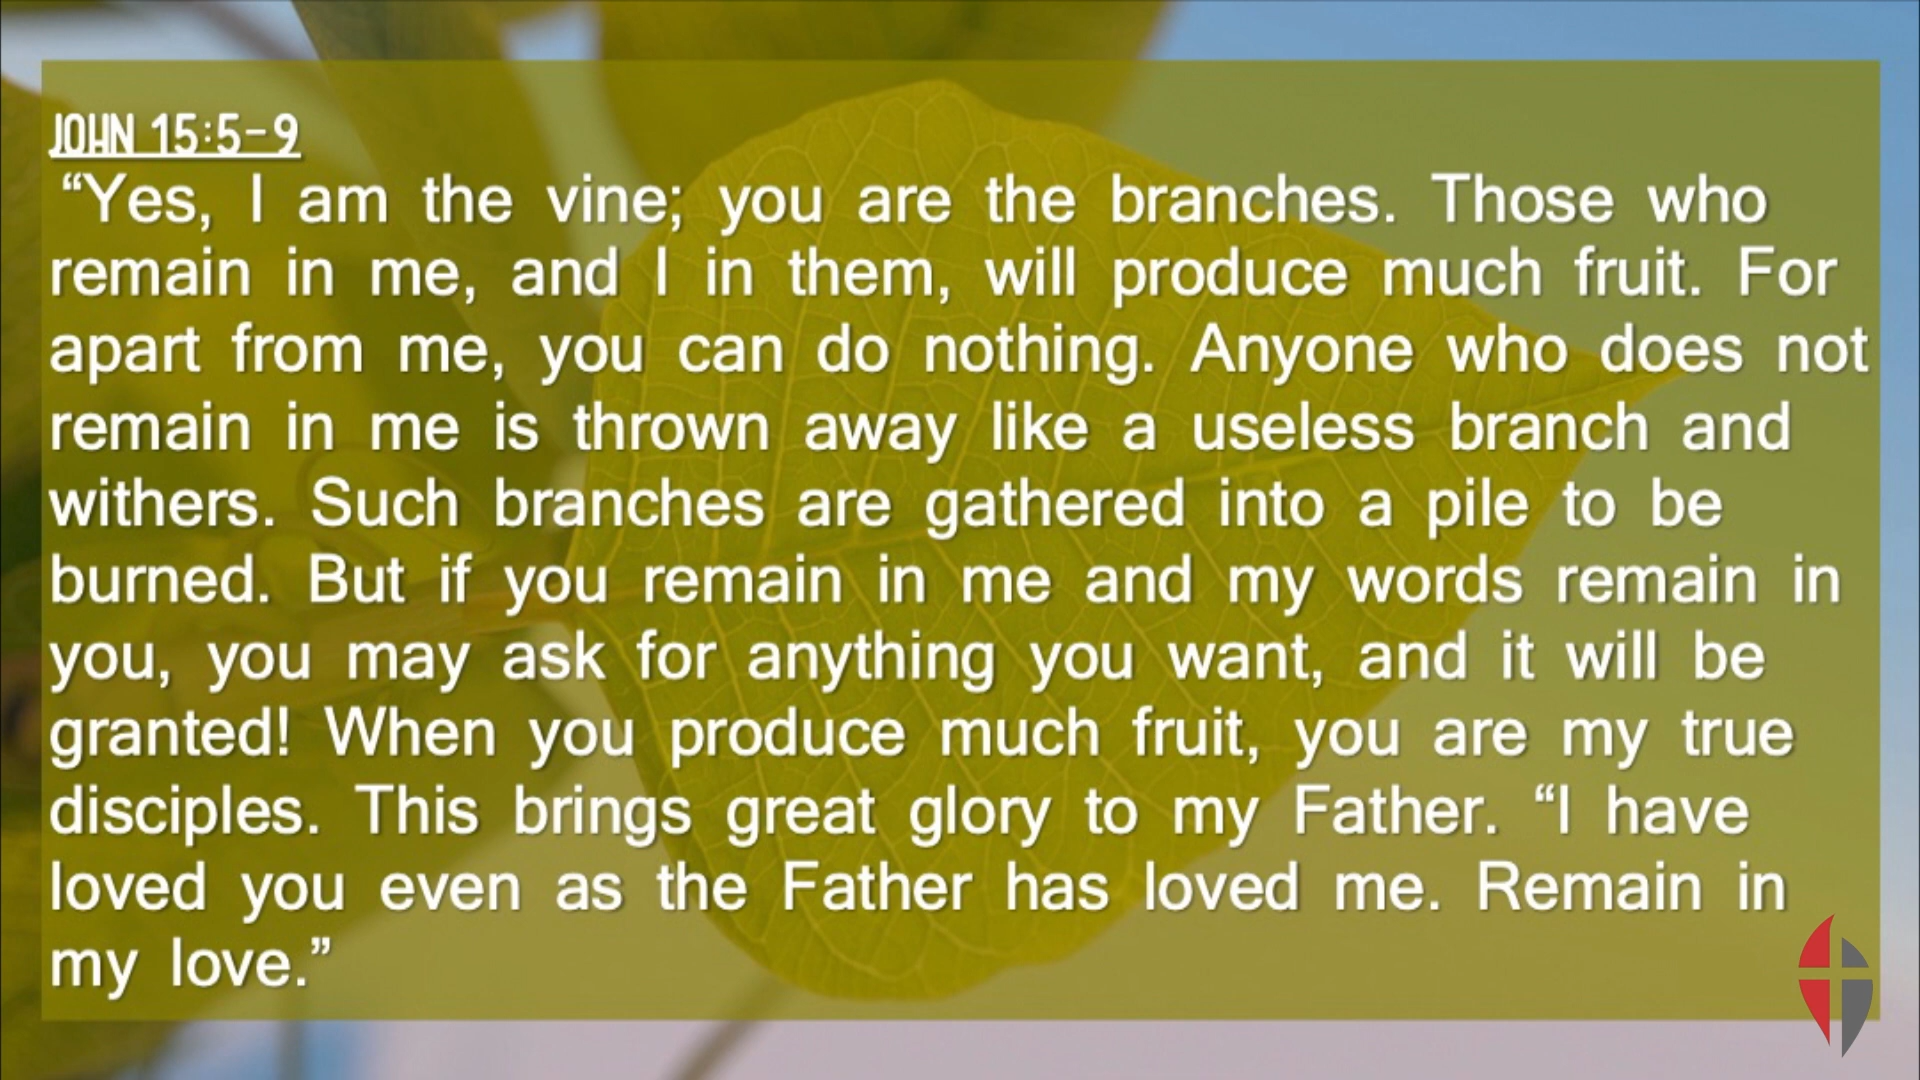 JOHN 15:5-9
“Yes, I am the vine; you are the branches. Those who
remain in me, and I in them, will produce much fruit. For
apart from me, you can do nothing. Anyone who does not
remain in me is thrown away like a useless branch and
withers. Such branches are gathered into a pile to be
burned. But if you remain in me and my words remain in
you, you may ask for anything you want, and it will be
granted! When you produce much fruit, you are my true
disciples. This brings great glory to my Father. “I have
loved you even as the Father has loved me. Remain in
my love.”